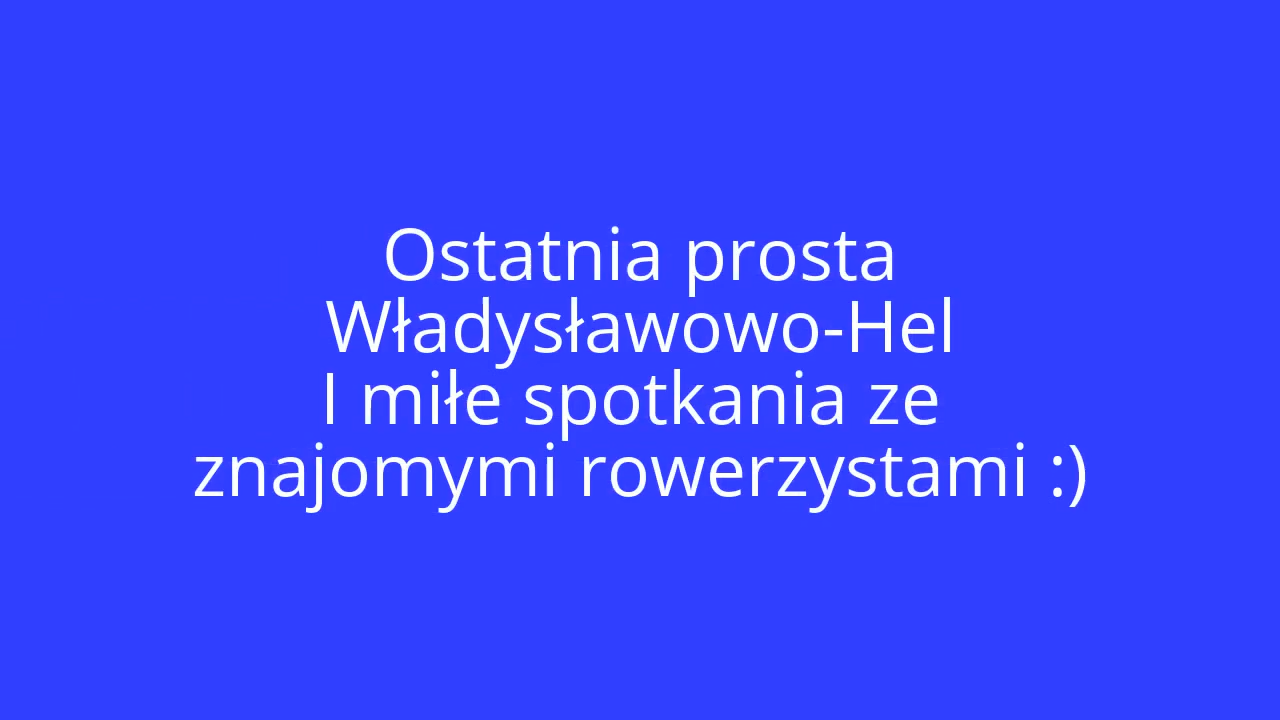 Ostatnia prosta
Władysławowo-Hel
I miłe spotkania ze
znajomymi rowerzystami :)